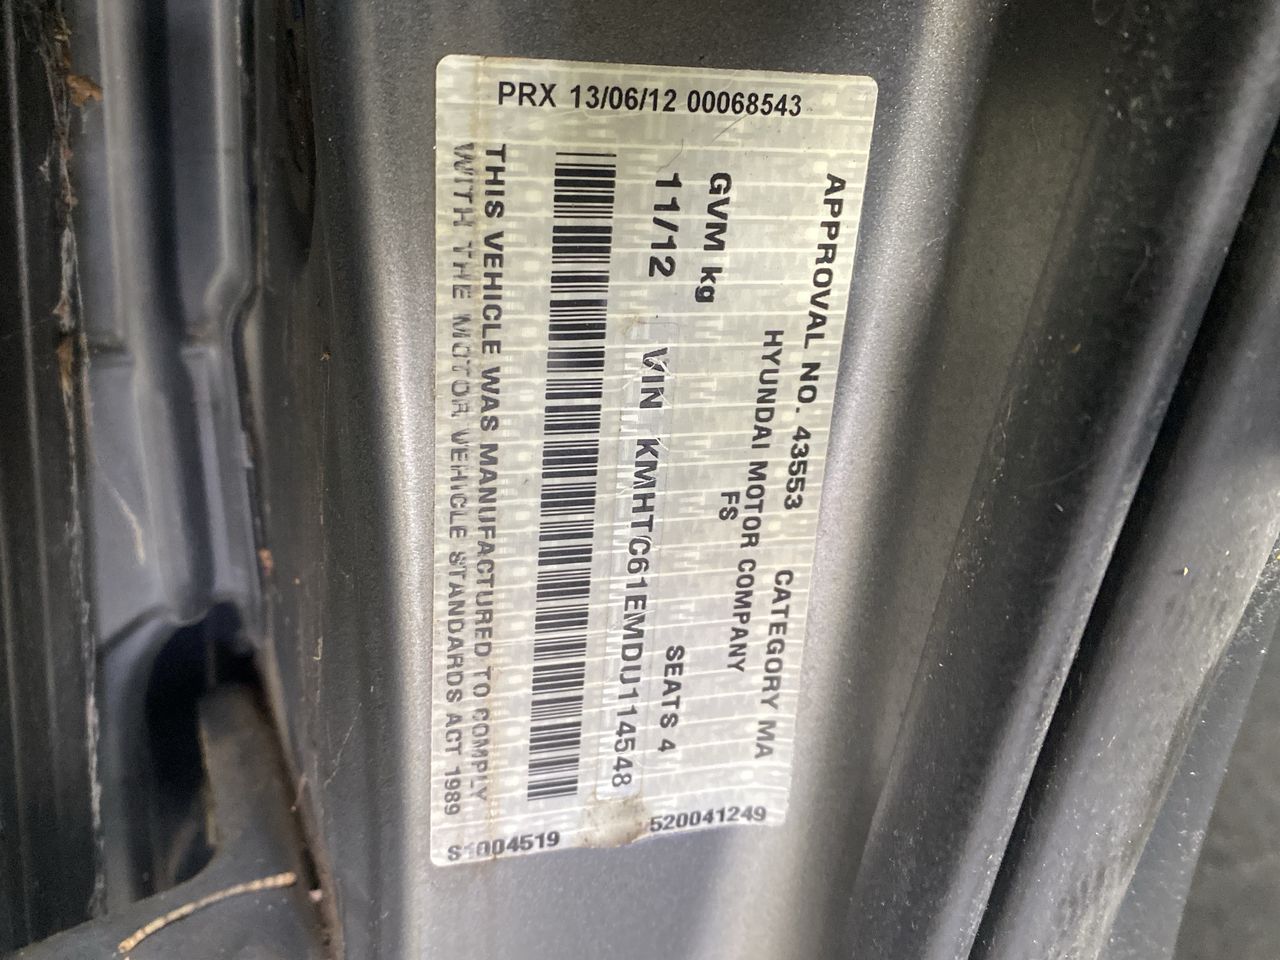 PRX 13/06/12 00068543
APPROVAL NO. 43553 CATEGORY MA
HYUNDAI MOTOR COMPANY
FS
GVM kg
11/12 SEATS 4
VIN KMHTC61EMDU114548
THIS VEHICLE WAS MANUFACTURED TO COMPLY
WITH THE MOTOR VEHICLE STANDARDS ACT 1989
520041249
S1004519